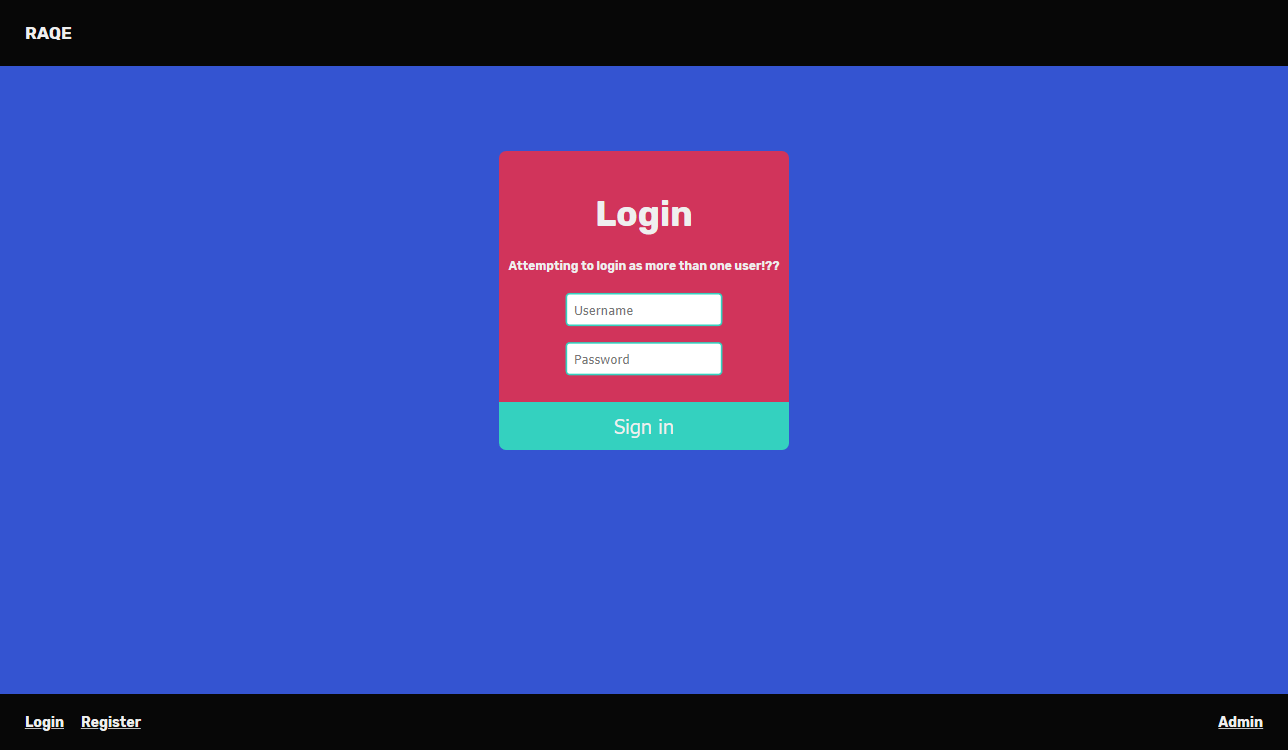 RAQE
Login
Attempting to login as more than one user!??
Username
Password
Sign in
Login Register Admin